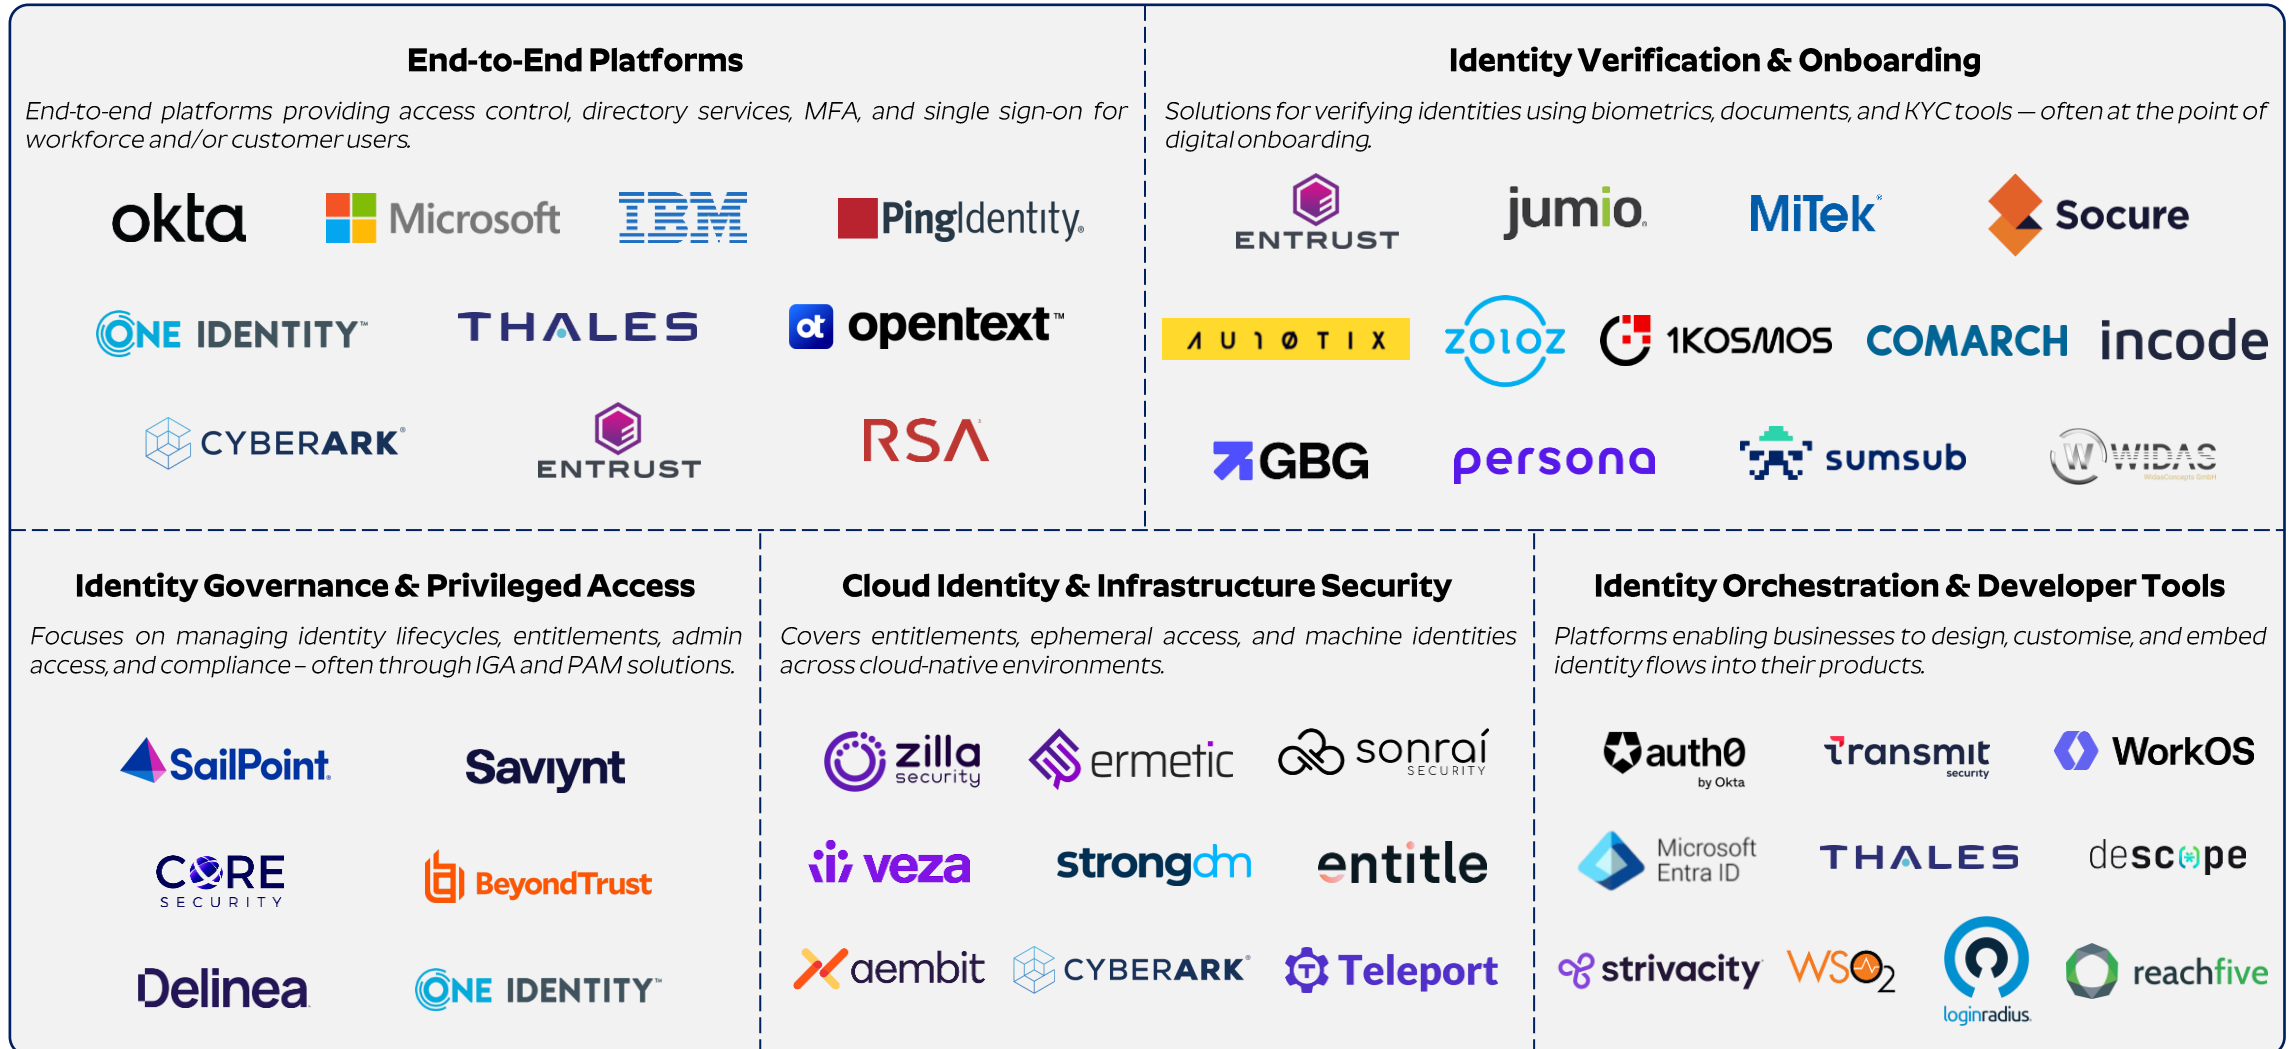 End-to-End Platforms
End-to-end platforms providing access control, directory services, MFA, and single sign-on for
workforce and/or customer users.
okta
Microsoft
IBM
PingIdentity®
ONE IDENTITY™
THALES
ot opentext™
CYBERARK®
ENTRUST
RSA
Identity Verification & Onboarding
Solutions for verifying identities using biometrics, documents, and KYC tools — often at the point of
digital onboarding.
ENTRUST
jumio®
MiTek®
Socure
AU10TIX
ZOLOZ
1KOSMOS
COMARCH
incode
GBG
persona
sumsub
W WIDAS
WidasConcepts GmbH
Identity Governance & Privileged Access
Focuses on managing identity lifecycles, entitlements, admin
access, and compliance – often through IGA and PAM solutions.
SailPoint
Saviynt
CORE
SECURITY
BeyondTrust
Delinea
ONE IDENTITY™
Cloud Identity & Infrastructure Security
Covers entitlements, ephemeral access, and machine identities
across cloud-native environments.
zilla
security
ermetic
sonraí
SECURITY
veza
strongdm
entitle
aembit
CYBERARK®
T Teleport
Identity Orchestration & Developer Tools
Platforms enabling businesses to design, customise, and embed
identity flows into their products.
auth0
by Okta
Transmit
security
WorkOS
Microsoft
Entra ID
THALES
descope
strivacity
WSO2
loginradius
reachfive